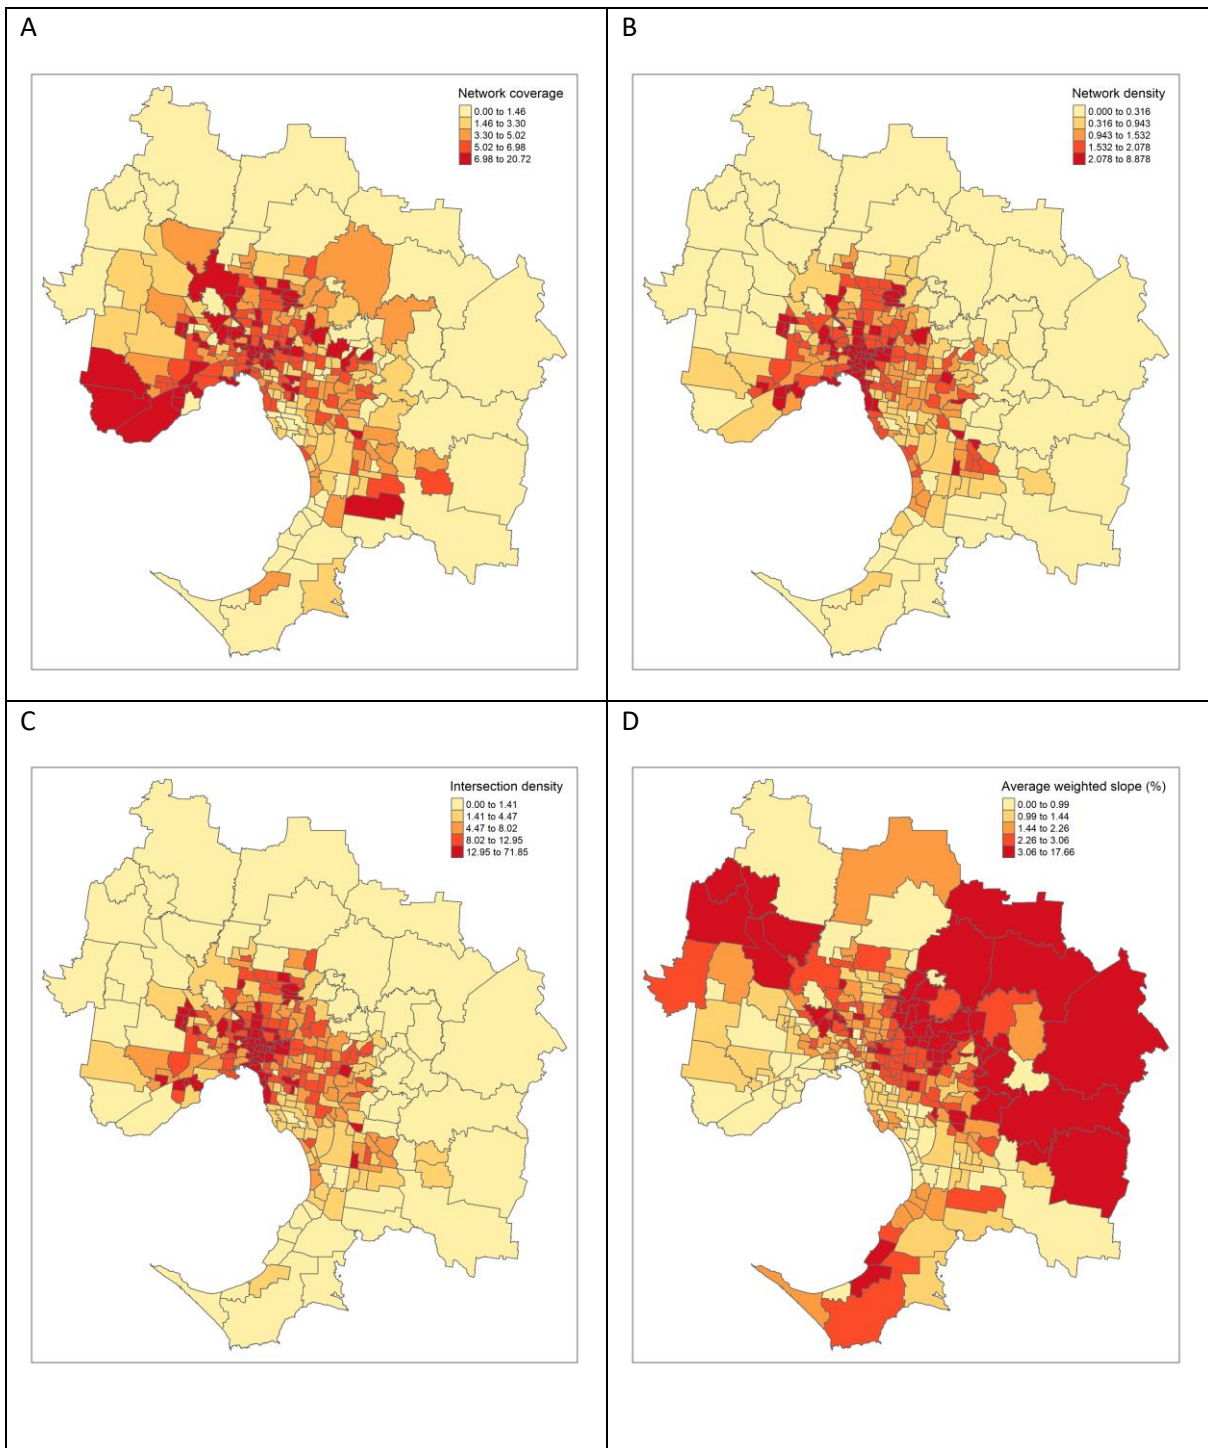 A
Network coverage
0.00 to 1.46
1.46 to 3.30
3.30 to 5.02
5.02 to 6.98
6.98 to 20.72
B
Network density
0.000 to 0.316
0.316 to 0.943
0.943 to 1.532
1.532 to 2.078
2.078 to 8.878
C
Intersection density
0.00 to 1.41
1.41 to 4.47
4.47 to 8.02
8.02 to 12.95
12.95 to 71.85
D
Average weighted slope (%)
0.00 to 0.99
0.99 to 1.44
1.44 to 2.26
2.26 to 3.06
3.06 to 17.66